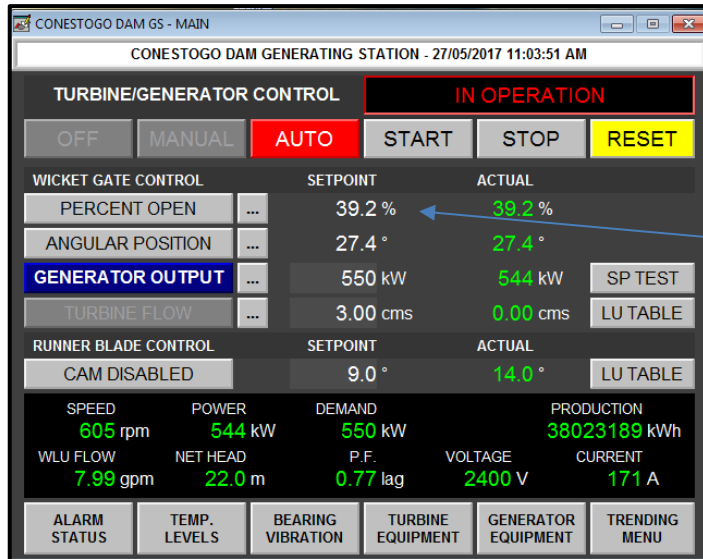 CONESTOGO DAM GS - MAIN
CONESTOGO DAM GENERATING STATION - 27/05/2017 11:03:51 AM
TURBINE/GENERATOR CONTROL IN OPERATION
OFF MANUAL AUTO START STOP RESET
WICKET GATE CONTROL SETPOINT ACTUAL
PERCENT OPEN ... 39.2 % 39.2 %
ANGULAR POSITION ... 27.4 ° 27.4 °
GENERATOR OUTPUT ... 550 kW 544 kW SP TEST
TURBINE FLOW ... 3.00 cms 0.00 cms LU TABLE
RUNNER BLADE CONTROL SETPOINT ACTUAL
CAM DISABLED 9.0 ° 14.0 ° LU TABLE
SPEED POWER DEMAND PRODUCTION
605 rpm 544 kW 550 kW 38023189 kWh
WLU FLOW NET HEAD P.F. VOLTAGE CURRENT
7.99 gpm 22.0 m 0.77 lag 2400 V 171 A
ALARM TEMP. BEARING TURBINE GENERATOR TRENDING
STATUS LEVELS VIBRATION EQUIPMENT EQUIPMENT MENU